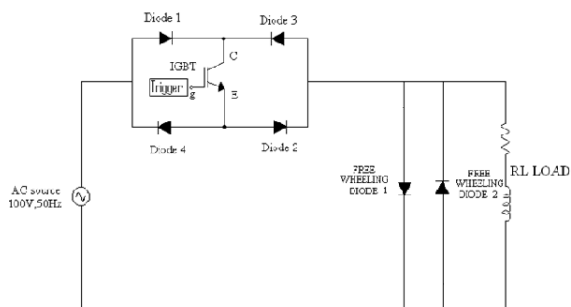 Diode 1
Diode 3
C
IGBT
Trigger
g
E
Diode 4
Diode 2
AC source
100V,50Hz
FREE
WHEELING
DIODE 1
FREE
WHEELING
DIODE 2
RL LOAD